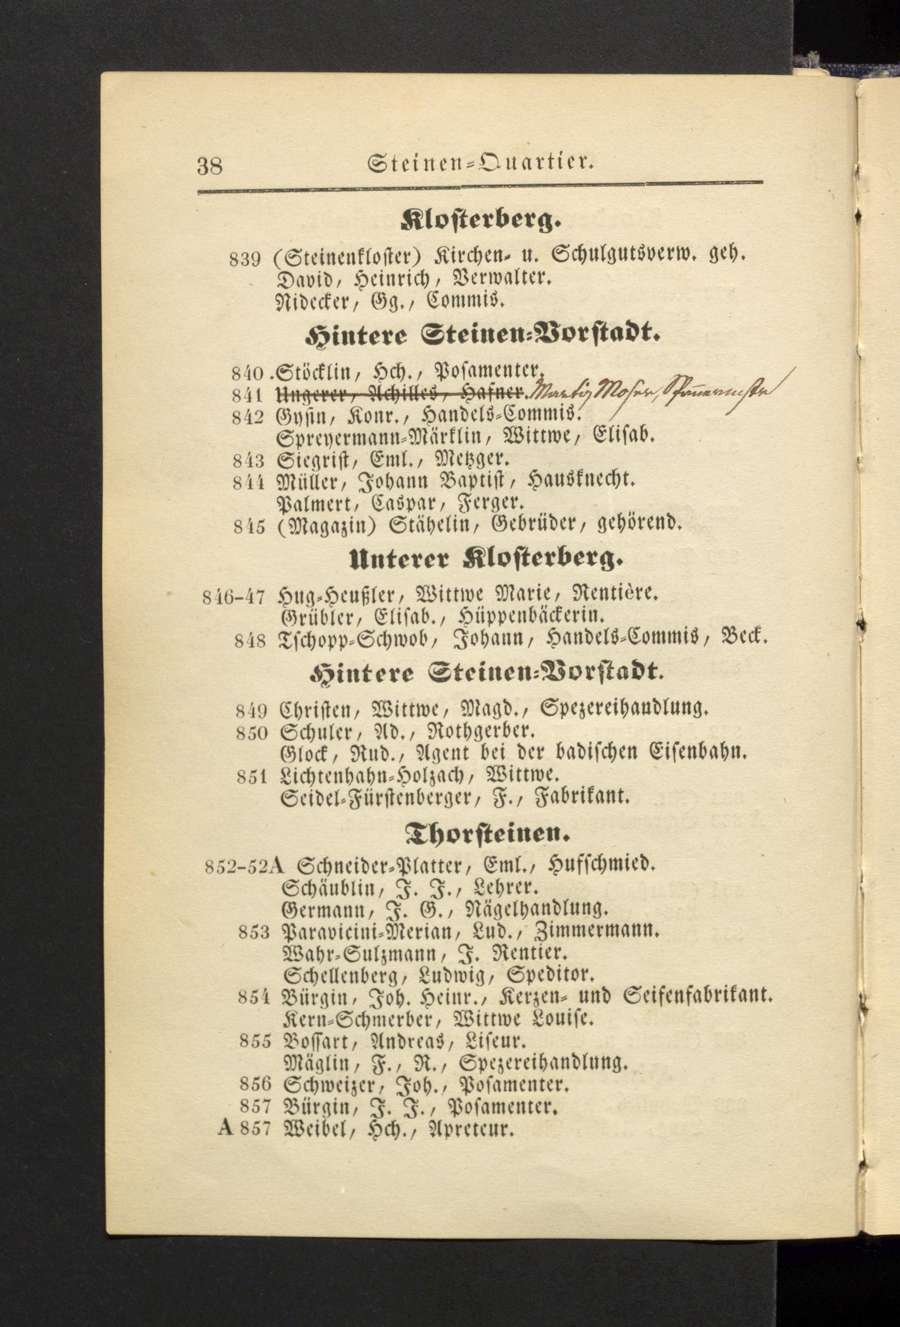 38 Steinen-Quartier.
Klosterberg.
839 (Steinenkloster) Kirchen- u. Schulgutsverw. geh.
David, Heinrich, Verwalter.
Nidecker, Gg., Commis.
Hintere Steinen-Vorstadt.
840 Stöcklin, Hch., Posamenter.
841 Ungerer, Achilles, Hafner. Martin Moser,
842 Gysin, Konr., Handels-Commis.
Spreyermann-Märklin, Wittwe, Elisab.
843 Siegrist, Eml., Metzger.
844 Müller, Johann Baptist, Hausknecht.
Palmert, Caspar, Ferger.
845 (Magazin) Stähelin, Gebrüder, gehörend.
Unterer Klosterberg.
846-47 Hug-Heußler, Wittwe Marie, Rentière.
Grübler, Elisab., Hüppenbäckerin.
848 Tschopp-Schwob, Johann, Handels-Commis, Beck.
Hintere Steinen-Vorstadt.
849 Christen, Wittwe, Magd., Spezereihandlung.
850 Schuler, Ad., Rothgerber.
Glock, Rud., Agent bei der badischen Eisenbahn.
851 Lichtenhahn-Holzach, Wittwe.
Seidel-Fürstenberger, F., Fabrikant.
Thorsteinen.
852-52A Schneider-Platter, Eml., Hufschmied.
Schäublin, J. J., Lehrer.
Germann, J. G., Nägelhandlung.
853 Paravicini-Merian, Lud., Zimmermann.
Wahr-Sulzmann, J. Rentier.
Schellenberg, Ludwig, Speditor.
854 Bürgin, Joh. Heinr., Kerzen- und Seifenfabrikant.
Kern-Schmerber, Wittwe Louise.
855 Bossart, Andreas, Liseur.
Mäglin, F., R., Spezereihandlung.
856 Schweizer, Joh., Posamenter.
857 Bürgin, J. J., Posamenter.
A 857 Weibel, Hch., Apreteur.